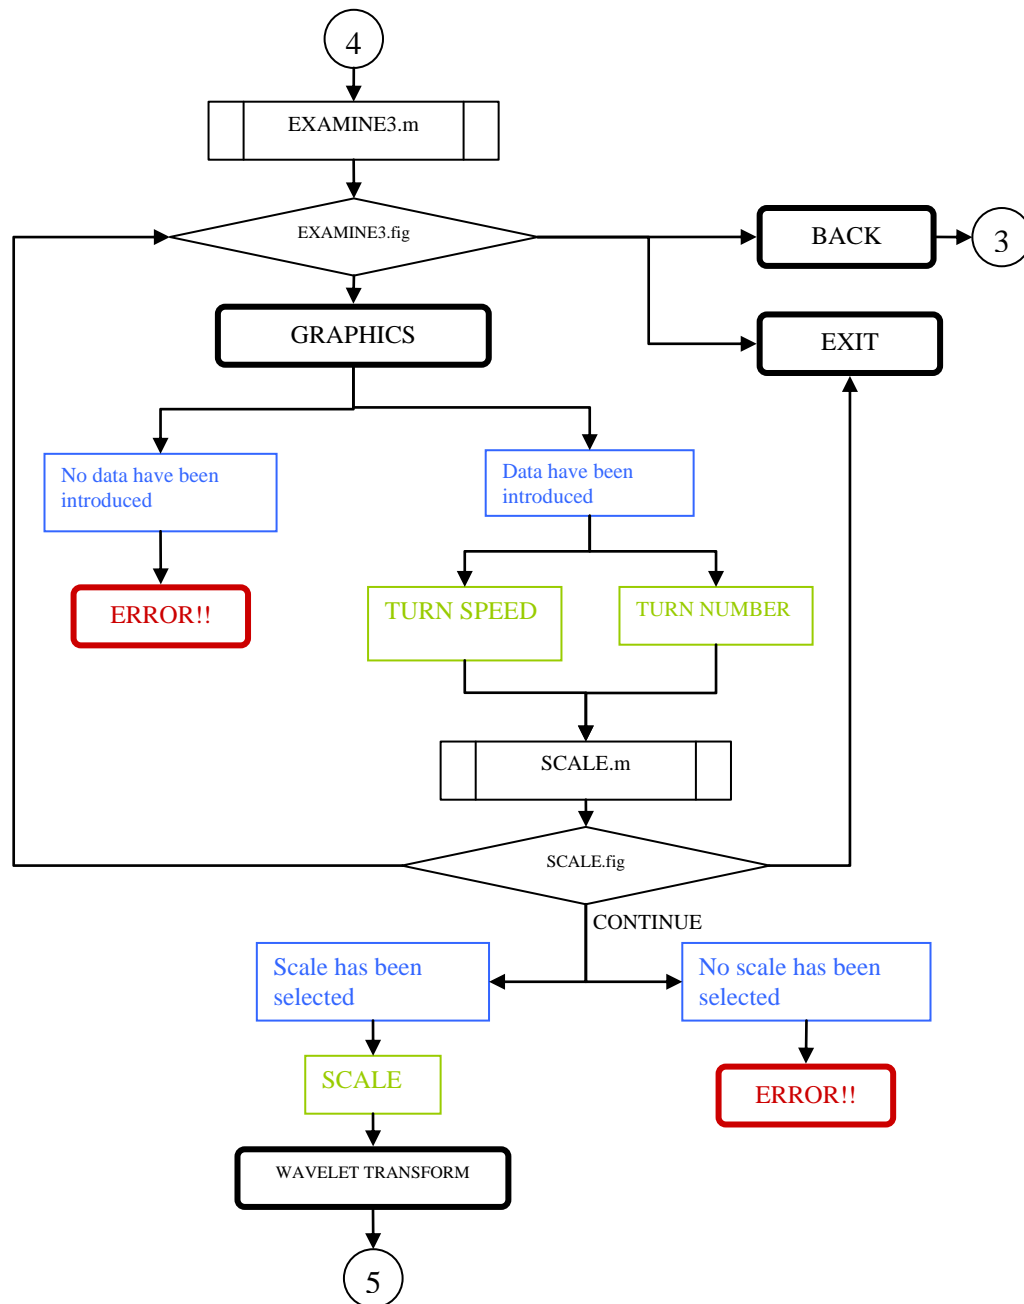 4
EXAMINE3.m
EXAMINE3.fig
BACK
3
GRAPHICS
EXIT
No data have been
introduced
Data have been
introduced
ERROR!!
TURN SPEED
TURN NUMBER
SCALE.m
SCALE.fig
CONTINUE
Scale has been
selected
No scale has been
selected
SCALE
ERROR!!
WAVELET TRANSFORM
5